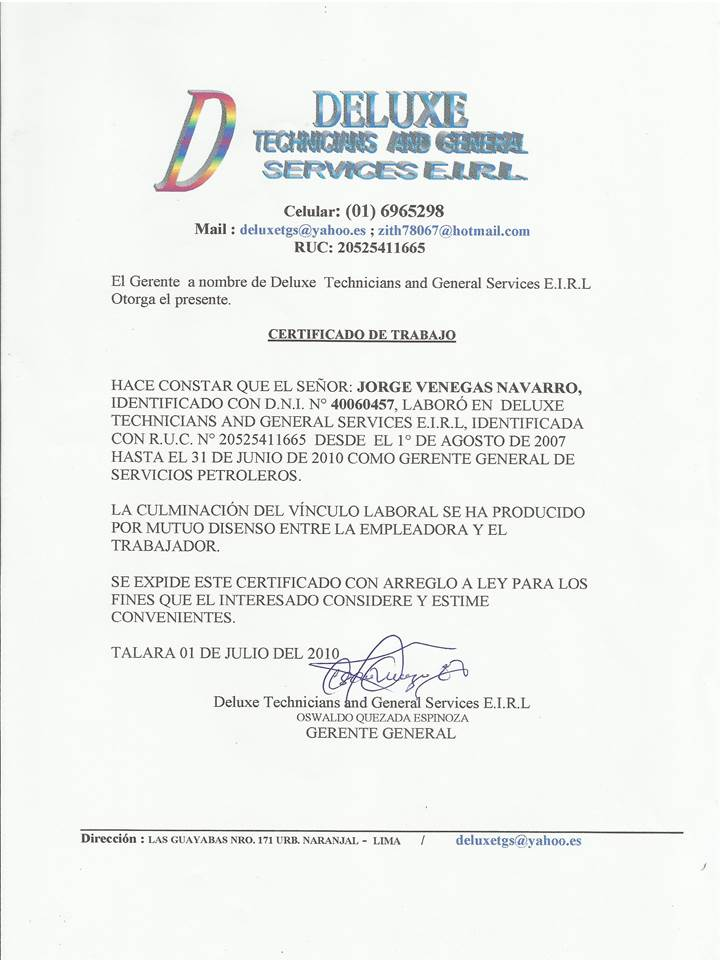 D DELUXE
TECHNICIANS AND GENERAL
SERVICES E.I.R.L.
Celular: (01) 6965298
Mail : deluxetgs@yahoo.es ; zith78067@hotmail.com
RUC: 20525411665
El Gerente a nombre de Deluxe Technicians and General Services E.I.R.L
Otorga el presente.
CERTIFICADO DE TRABAJO
HACE CONSTAR QUE EL SEÑOR: JORGE VENEGAS NAVARRO,
IDENTIFICADO CON D.N.I. N° 40060457, LABORÓ EN DELUXE
TECHNICIANS AND GENERAL SERVICES E.I.R.L, IDENTIFICADA
CON R.U.C. N° 20525411665 DESDE EL 1° DE AGOSTO DE 2007
HASTA EL 31 DE JUNIO DE 2010 COMO GERENTE GENERAL DE
SERVICIOS PETROLEROS.
LA CULMINACIÓN DEL VÍNCULO LABORAL SE HA PRODUCIDO
POR MUTUO DISENSO ENTRE LA EMPLEADORA Y EL
TRABAJADOR.
SE EXPIDE ESTE CERTIFICADO CON ARREGLO A LEY PARA LOS
FINES QUE EL INTERESADO CONSIDERE Y ESTIME
CONVENIENTES.
TALARA 01 DE JULIO DEL 2010
Deluxe Technicians and General Services E.I.R.L
OSWALDO QUEZADA ESPINOZA
GERENTE GENERAL
Dirección : LAS GUAYABAS NRO. 171 URB. NARANJAL - LIMA / deluxetgs@yahoo.es